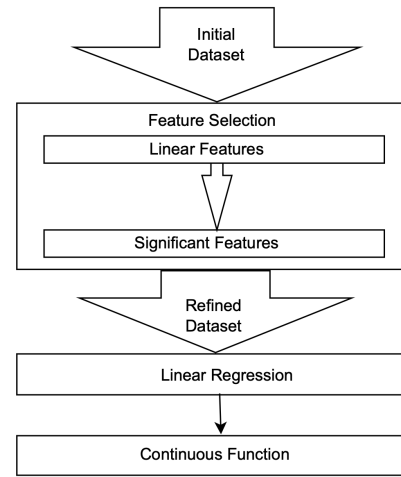 Initial
Dataset
Feature Selection
Linear Features
Significant Features
Refined
Dataset
Linear Regression
Continuous Function